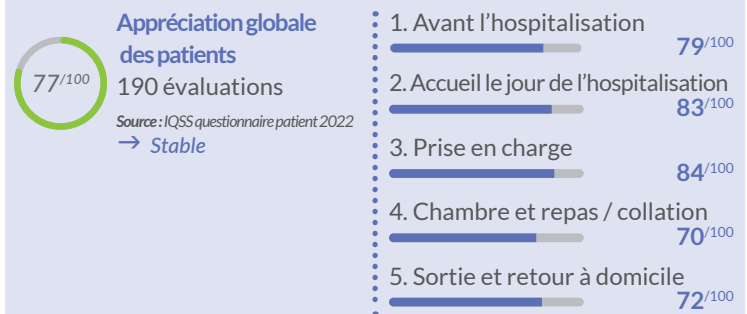 Appréciation globale
des patients
77/100
190 évaluations
Source : IQSS questionnaire patient 2022
→ Stable
1. Avant l’hospitalisation
79/100
2. Accueil le jour de l’hospitalisation
83/100
3. Prise en charge
84/100
4. Chambre et repas / collation
70/100
5. Sortie et retour à domicile
72/100